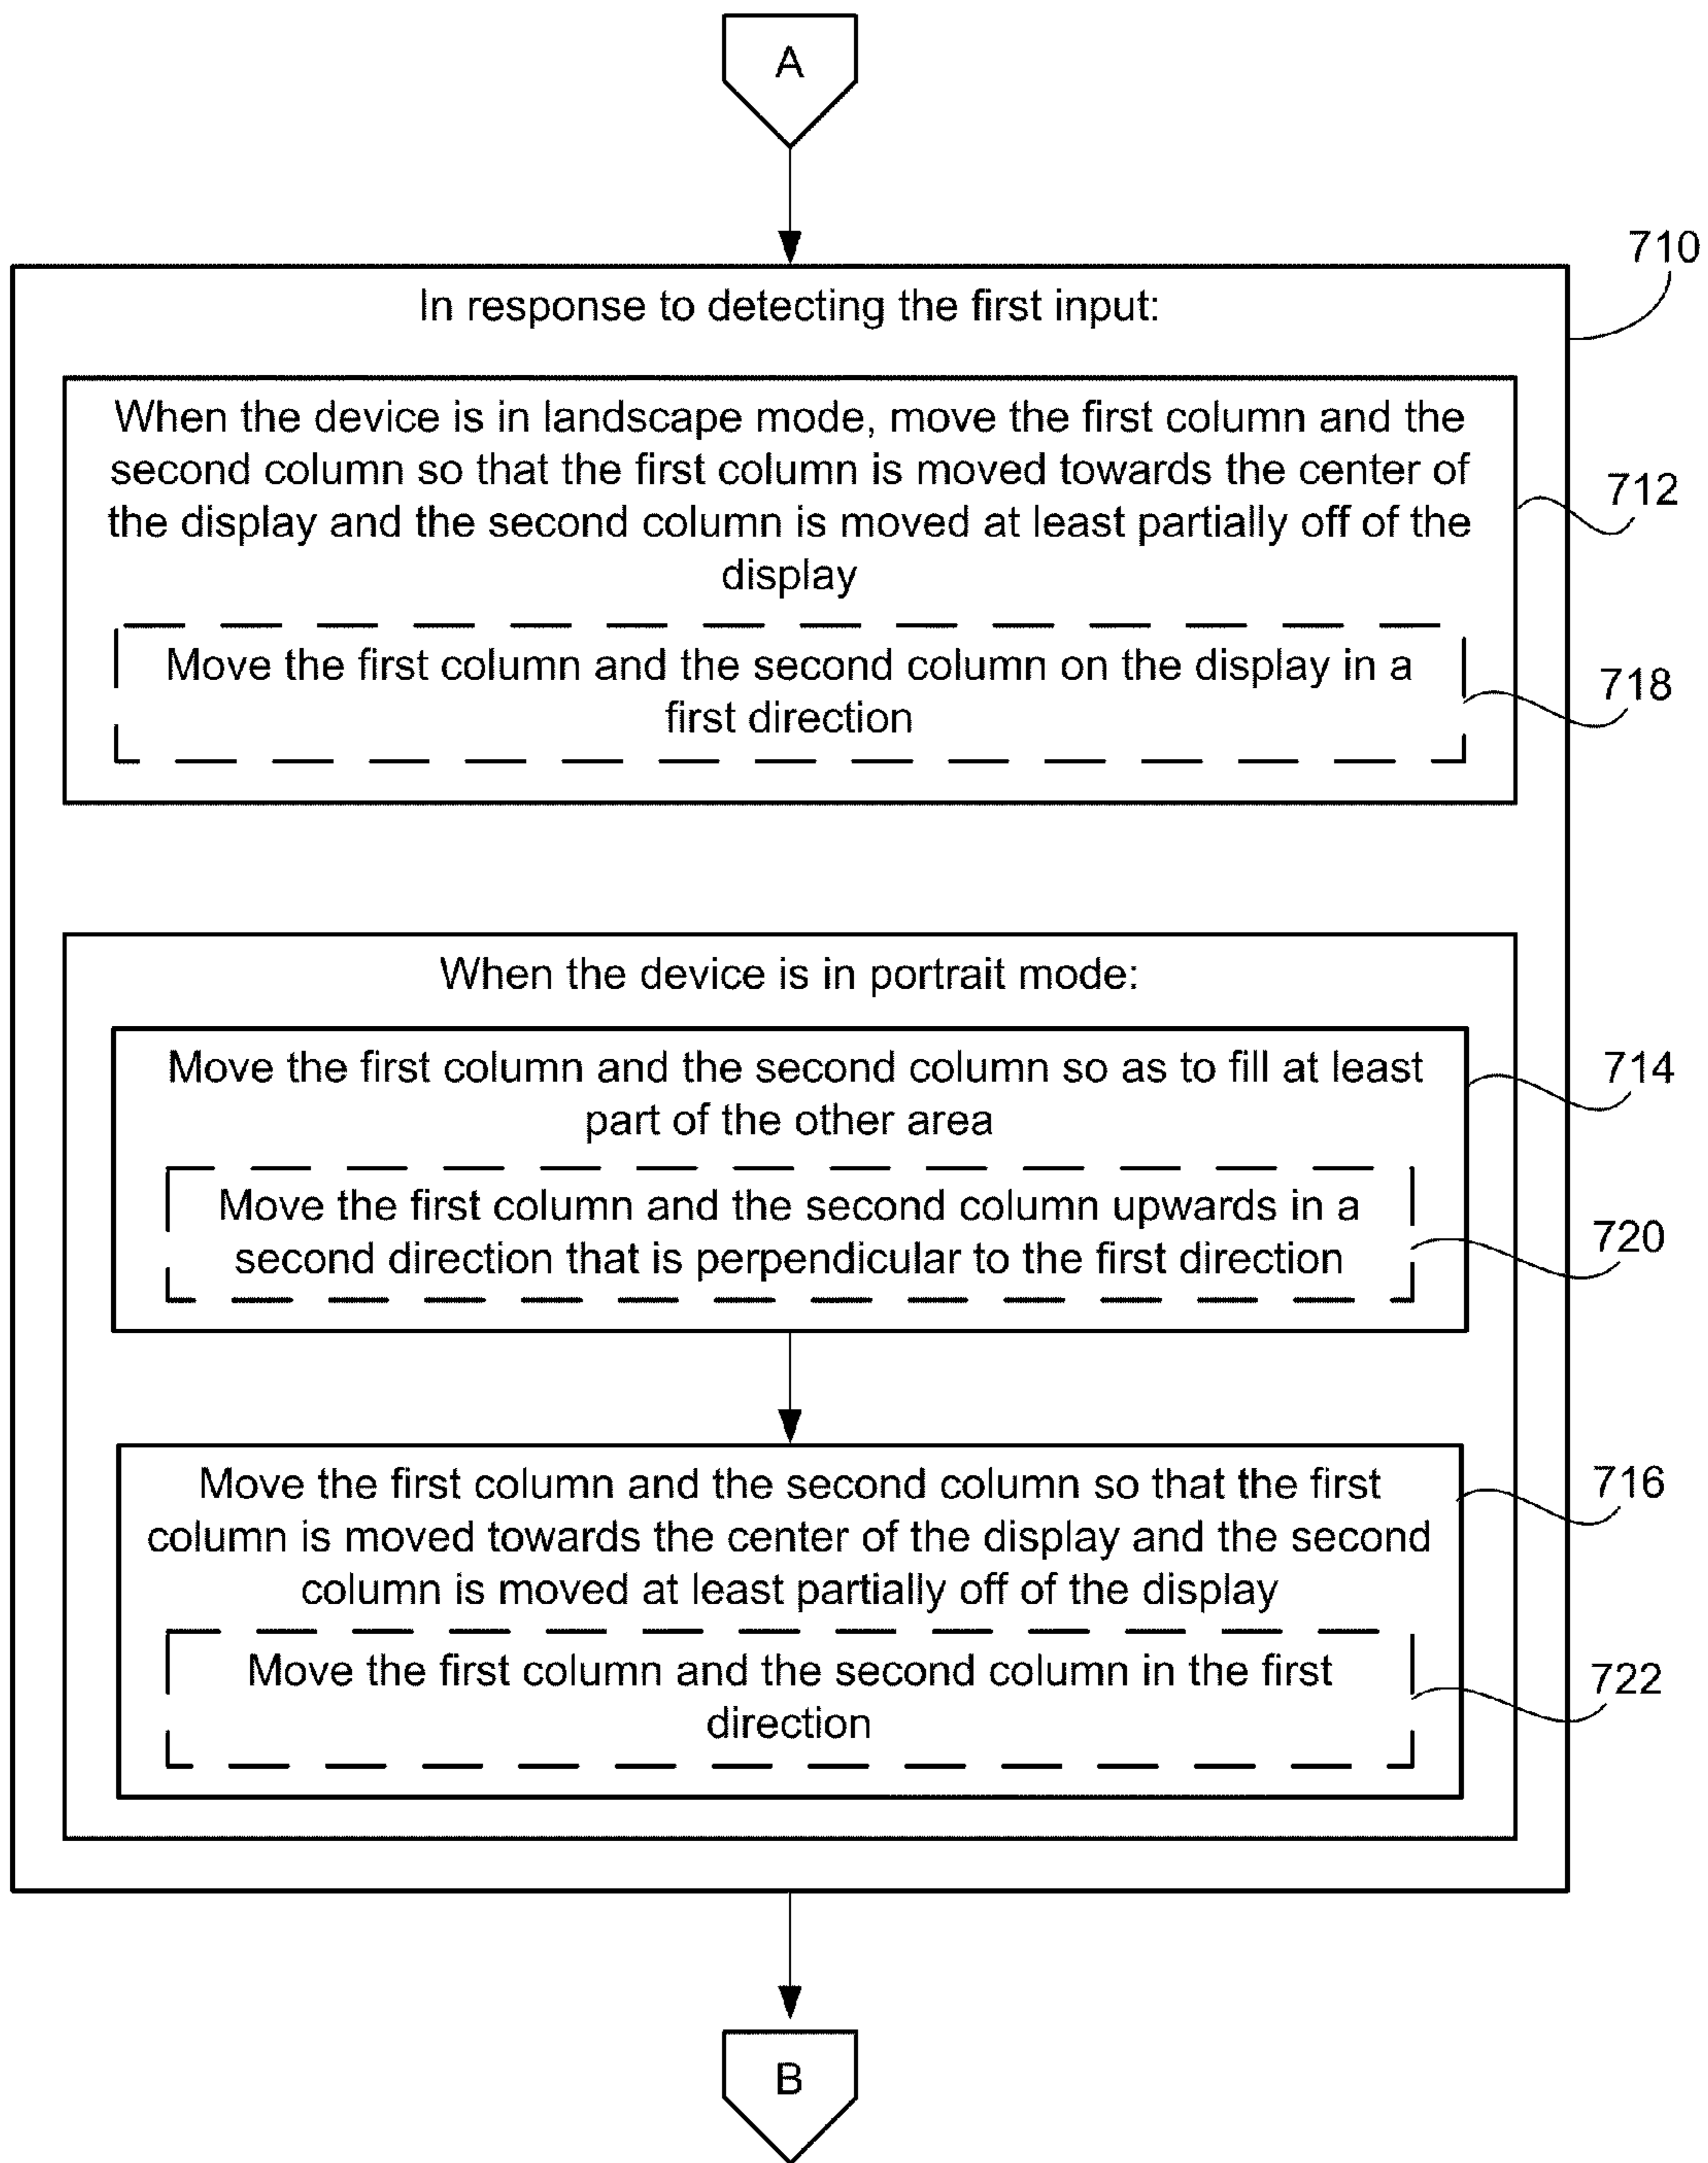 A
710
In response to detecting the first input:
When the device is in landscape mode, move the first column and the
second column so that the first column is moved towards the center of
the display and the second column is moved at least partially off of the
display
712
Move the first column and the second column on the display in a
first direction
718
When the device is in portrait mode:
Move the first column and the second column so as to fill at least
part of the other area
714
Move the first column and the second column upwards in a
second direction that is perpendicular to the first direction
720
Move the first column and the second column so that the first
column is moved towards the center of the display and the second
column is moved at least partially off of the display
716
Move the first column and the second column in the first
direction
722
B